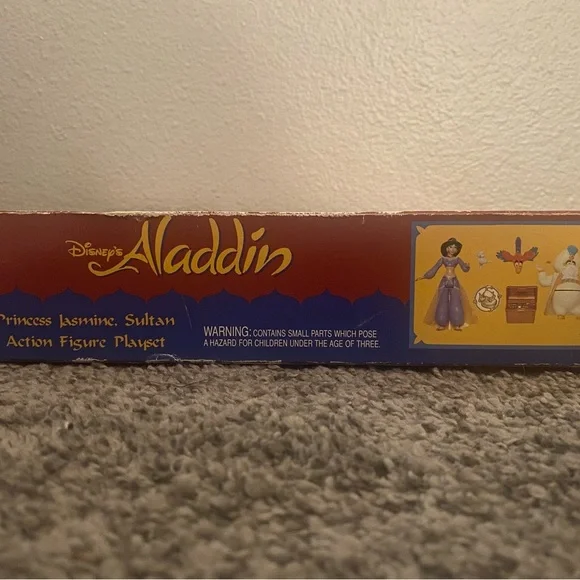 Disney's Aladdin
Princess Jasmine, Sultan
Action Figure Playset
WARNING: CONTAINS SMALL PARTS WHICH POSE
A HAZARD FOR CHILDREN UNDER THE AGE OF THREE.